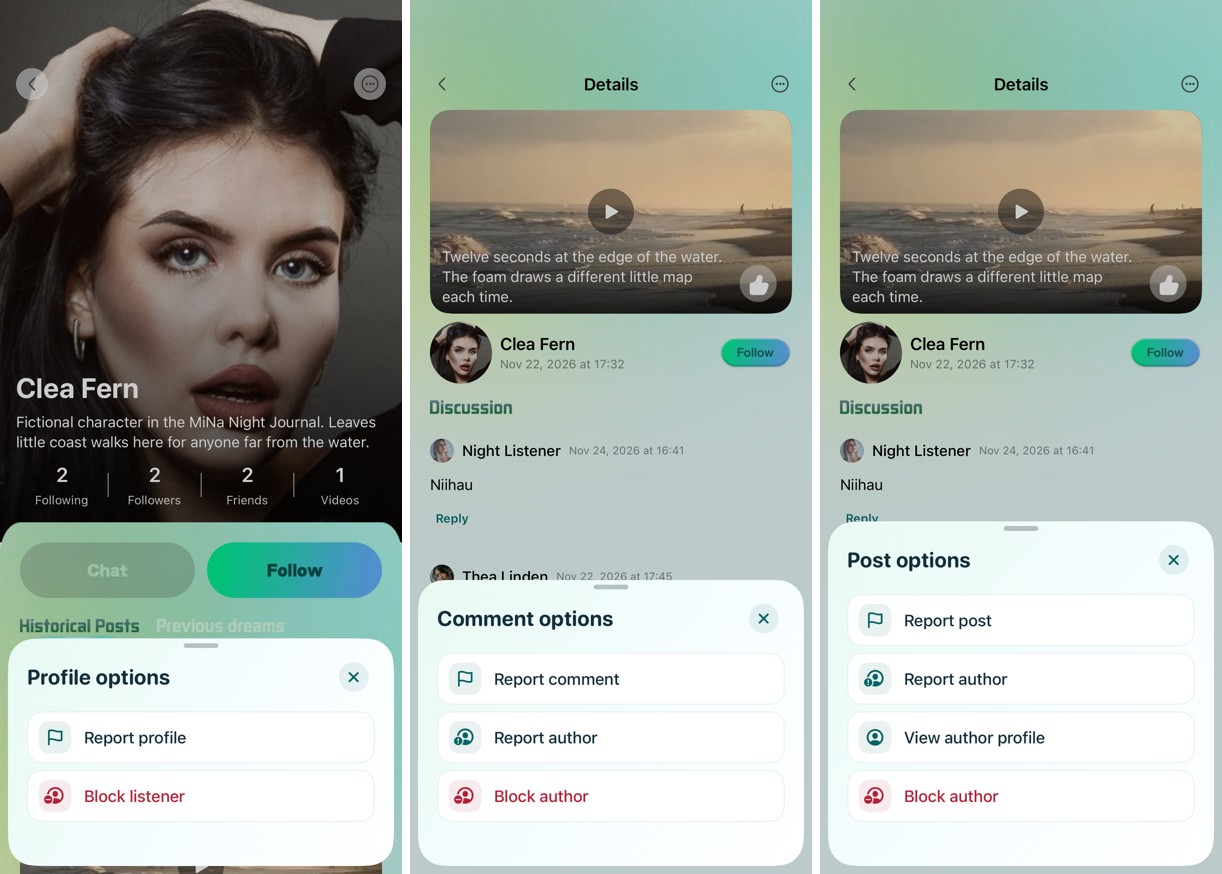 Clea Fern
Fictional character in the MiNa Night Journal. Leaves
little coast walks here for anyone far from the water.
2
Following
2
Followers
2
Friends
1
Videos
Chat
Follow
Historical Posts
Previous dreams
Profile options
Report profile
Block listener
Details
Twelve seconds at the edge of the water.
The foam draws a different little map
each time.
Clea Fern
Nov 22, 2026 at 17:32
Follow
Discussion
Night Listener Nov 24, 2026 at 16:41
Niihau
Reply
Thea Linden Nov 22, 2026 at 17:45
Comment options
Report comment
Report author
Block author
Details
Twelve seconds at the edge of the water.
The foam draws a different little map
each time.
Clea Fern
Nov 22, 2026 at 17:32
Follow
Discussion
Night Listener Nov 24, 2026 at 16:41
Niihau
Reply
Post options
Report post
Report author
View author profile
Block author